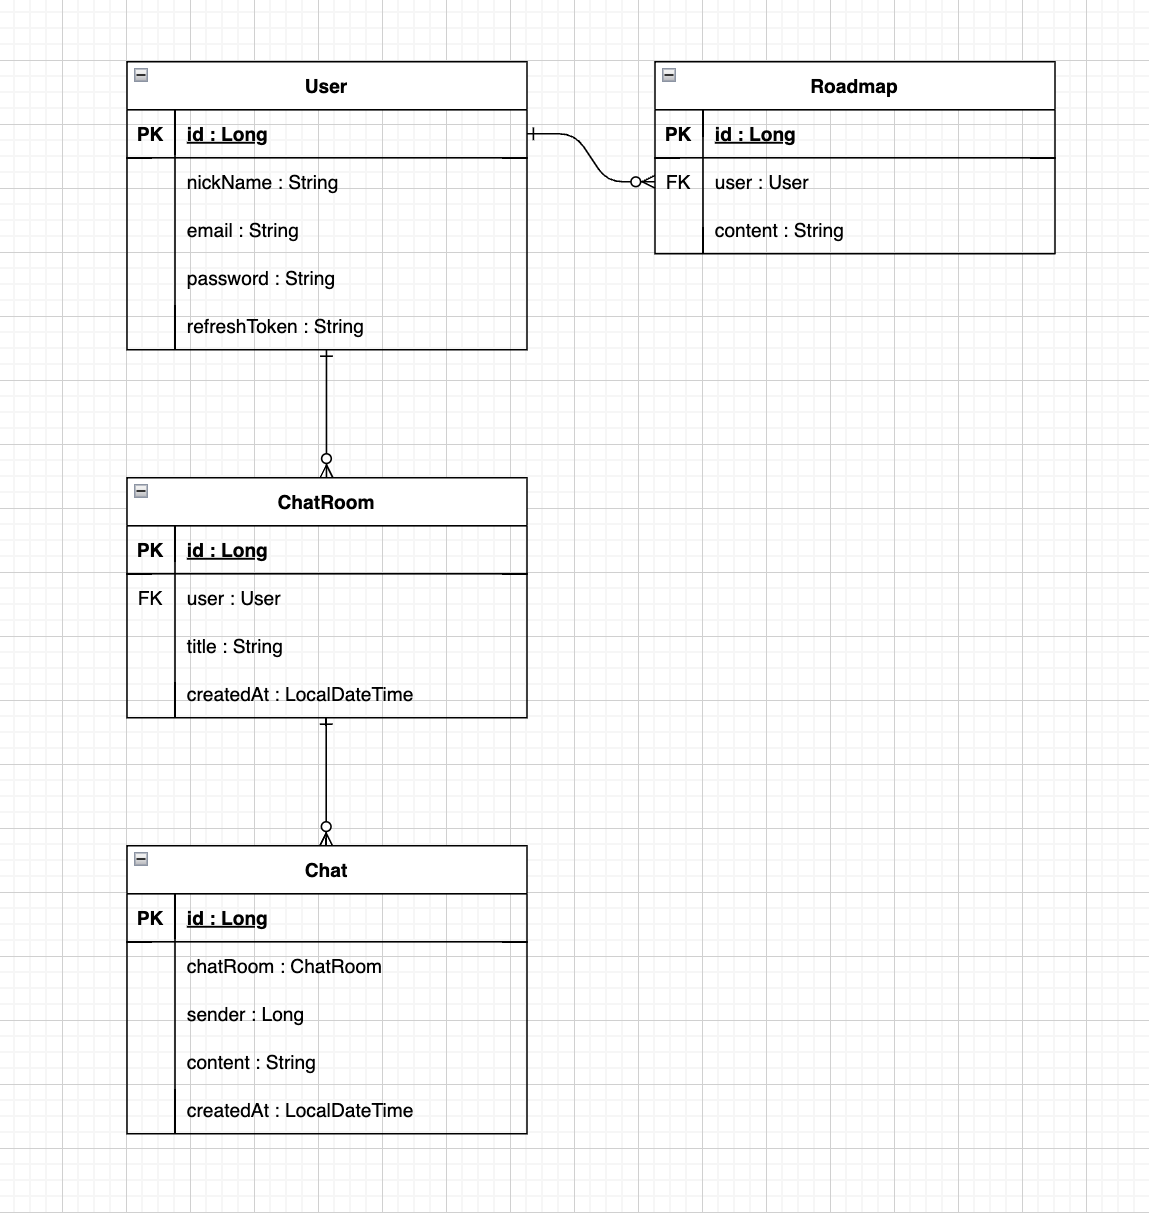 User
PK id : Long
nickName : String
email : String
password : String
refreshToken : String
Roadmap
PK id : Long
FK user : User
content : String
ChatRoom
PK id : Long
FK user : User
title : String
createdAt : LocalDateTime
Chat
PK id : Long
chatRoom : ChatRoom
sender : Long
content : String
createdAt : LocalDateTime